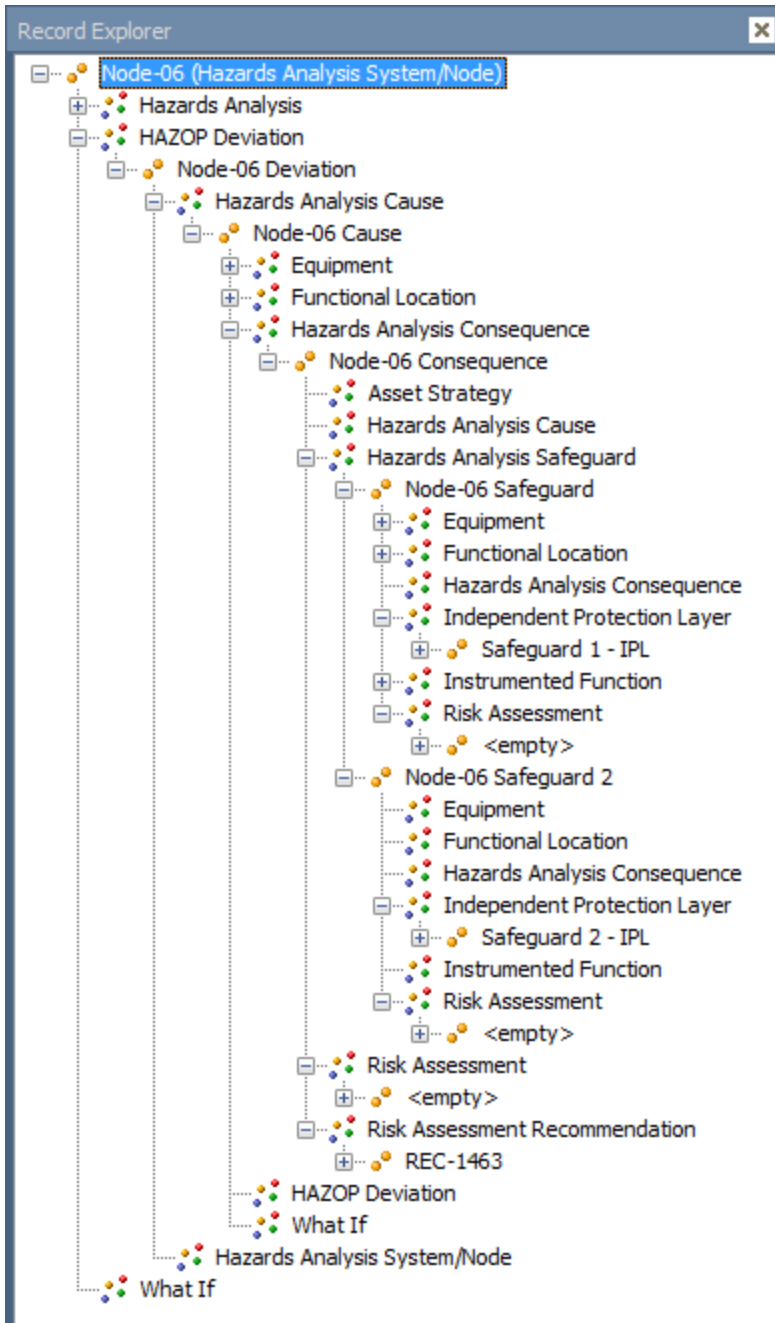 Record Explorer
Node-06 (Hazards Analysis System/Node)
Hazards Analysis
HAZOP Deviation
Node-06 Deviation
Hazards Analysis Cause
Node-06 Cause
Equipment
Functional Location
Hazards Analysis Consequence
Node-06 Consequence
Asset Strategy
Hazards Analysis Cause
Hazards Analysis Safeguard
Node-06 Safeguard
Equipment
Functional Location
Hazards Analysis Consequence
Independent Protection Layer
Safeguard 1 - IPL
Instrumented Function
Risk Assessment
<empty>
Node-06 Safeguard 2
Equipment
Functional Location
Hazards Analysis Consequence
Independent Protection Layer
Safeguard 2 - IPL
Instrumented Function
Risk Assessment
<empty>
Risk Assessment
<empty>
Risk Assessment Recommendation
REC-1463
HAZOP Deviation
What If
Hazards Analysis System/Node
What If